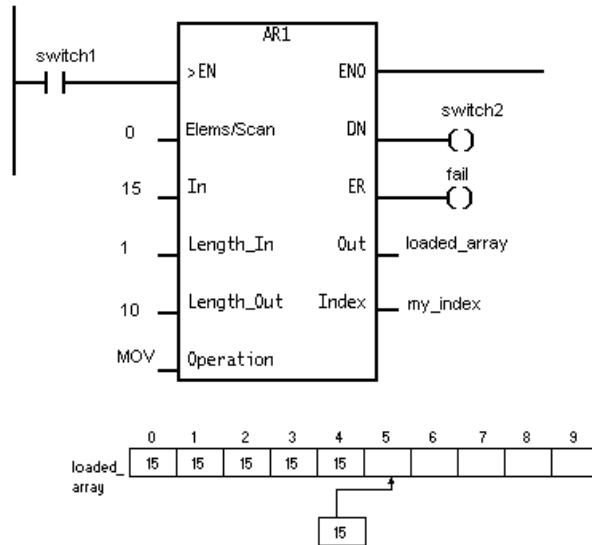 AR1
switch1
>EN ENO
switch2
0 Elems/Scan DN
fail
15 In ER
1 Length_In Out loaded_array
10 Length_Out Index my_index
MOV Operation
0 1 2 3 4 5 6 7 8 9
loaded_ 15 15 15 15 15
array
15